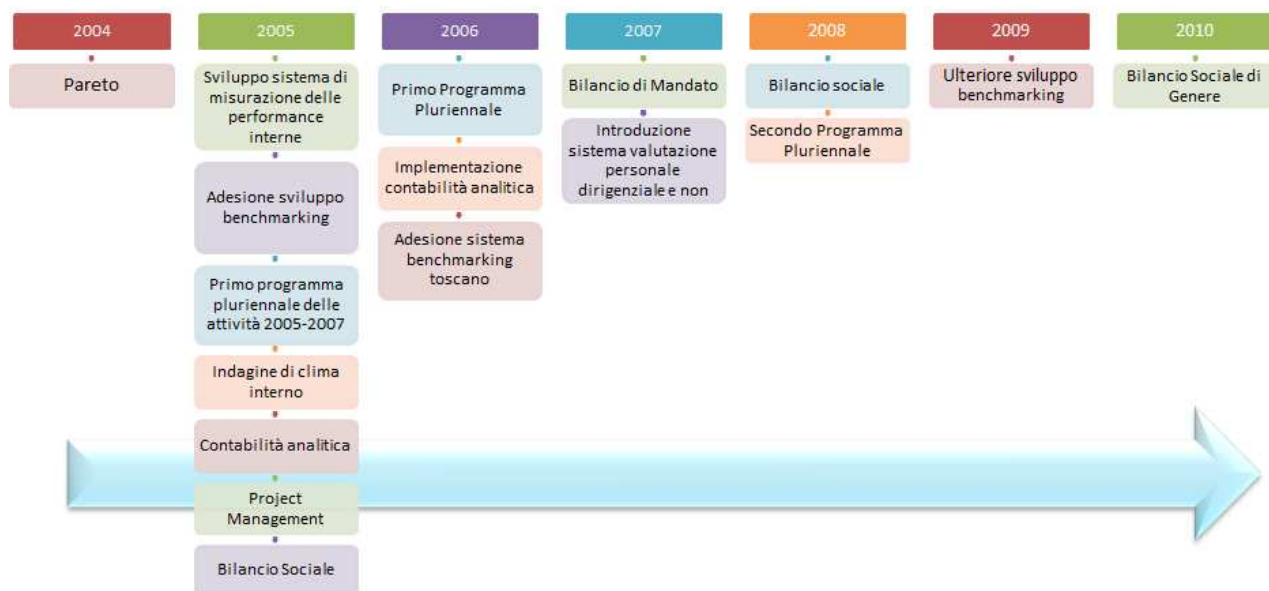 2004
Pareto
2005
Sviluppo sistema di
misurazione delle
performance
interne
Adesione sviluppo
benchmarking
Primo programma
pluriennale delle
attività 2005-2007
Indagine di clima
interno
Contabilità analitica
Project
Management
Bilancio Sociale
2006
Primo Programma
Pluriennale
Implementazione
contabilità analitica
Adesione sistema
benchmarking
toscano
2007
Bilancio di Mandato
Introduzione
sistema valutazione
personale
dirigenziale e non
2008
Bilancio sociale
Secondo Programma
Pluriennale
2009
Ulteriore sviluppo
benchmarking
2010
Bilancio Sociale di
Genere